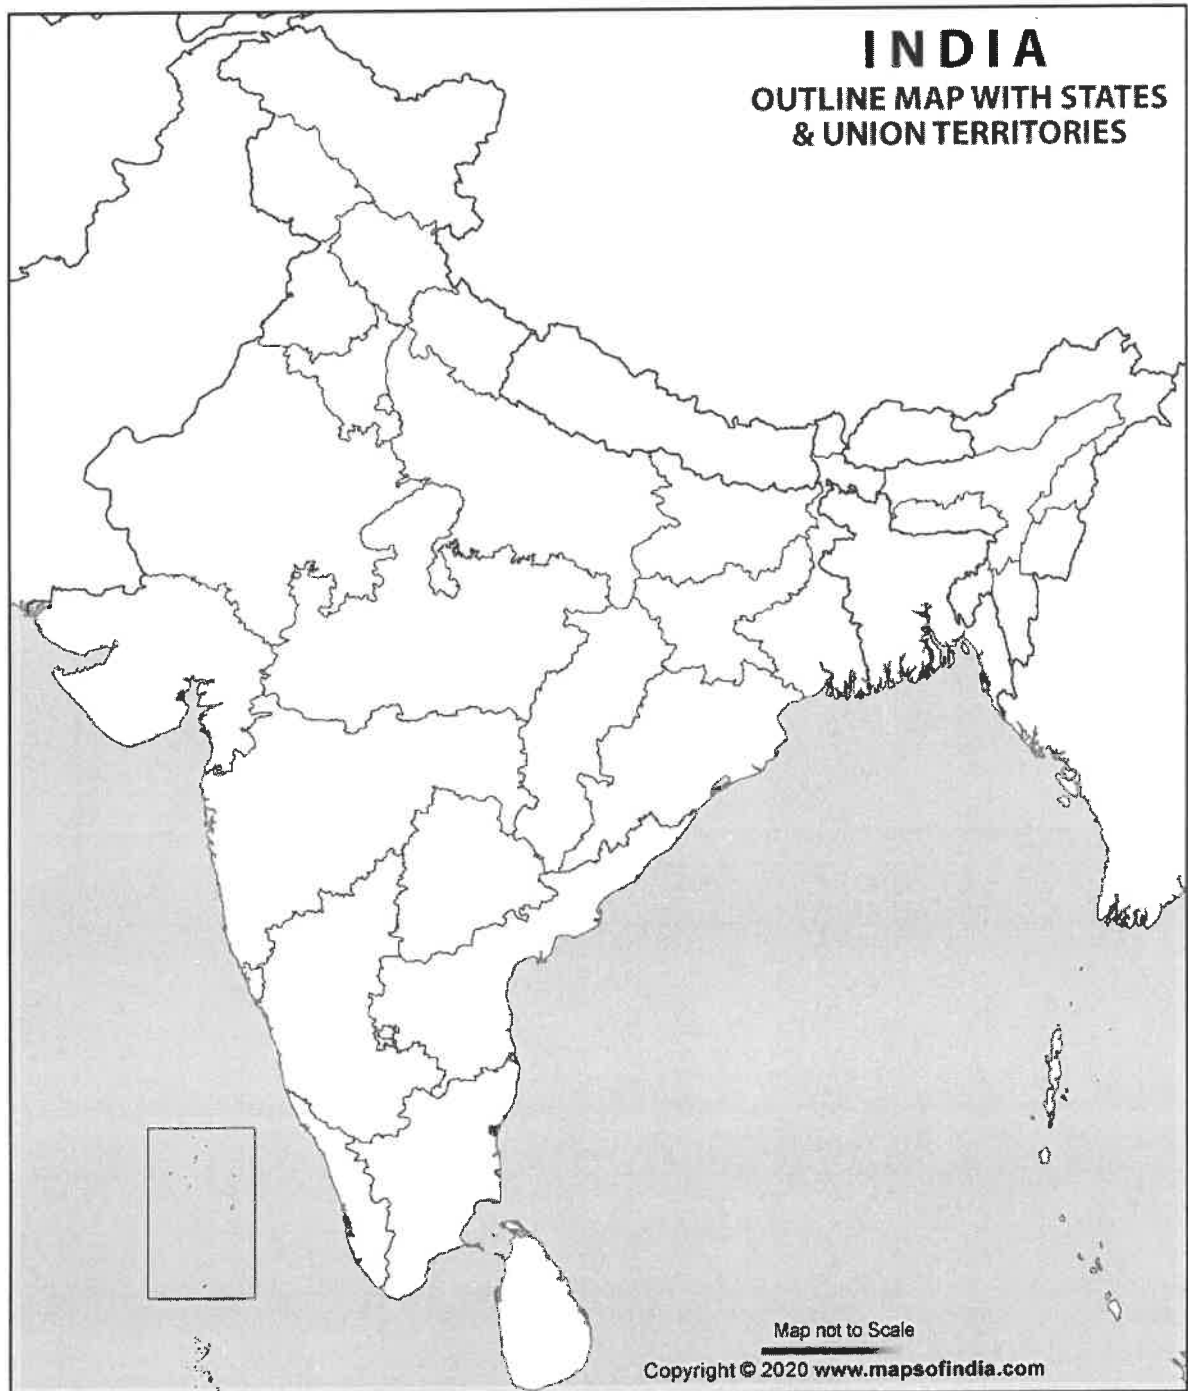 INDIA
OUTLINE MAP WITH STATES
& UNION TERRITORIES
Map not to Scale
Copyright © 2020 www.mapsofindia.com